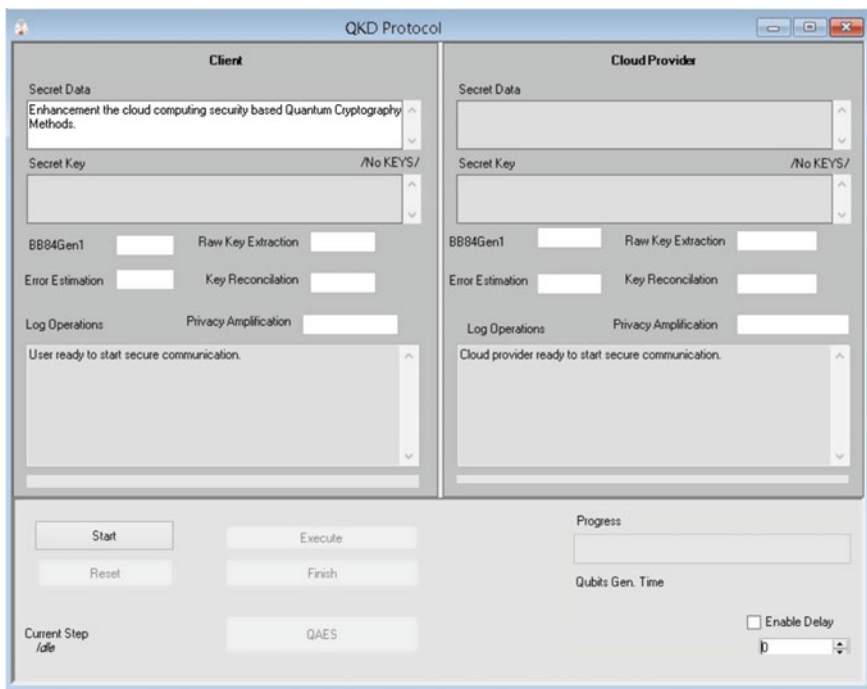 QKD Protocol
Client
Secret Data
Enhancement the cloud computing security based Quantum Cryptography
Methods.
Secret Key /No KEYS/
BB84Gen1 Raw Key Extraction
Error Estimation Key Reconcilation
Log Operations Privacy Amplification
User ready to start secure communication.
Cloud Provider
Secret Data
Secret Key /No KEYS/
BB84Gen1 Raw Key Extraction
Error Estimation Key Reconcilation
Log Operations Privacy Amplification
Cloud provider ready to start secure communication.
Start Execute
Reset Finish
Current Step QAES
/dle
Progress
Qubits Gen. Time
Enable Delay
0